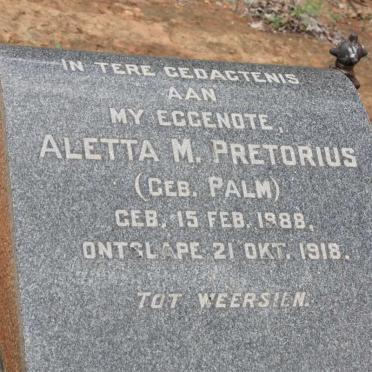 IN TERE GEDACTENIS
AAN
MY EGGENOTE,
ALETTA M. PRETORIUS
(GEB. PALM)
GEB. 15 FEB. 1888.
ONTSLAPE 21 OKT. 1918.
TOT WEERSIEN.